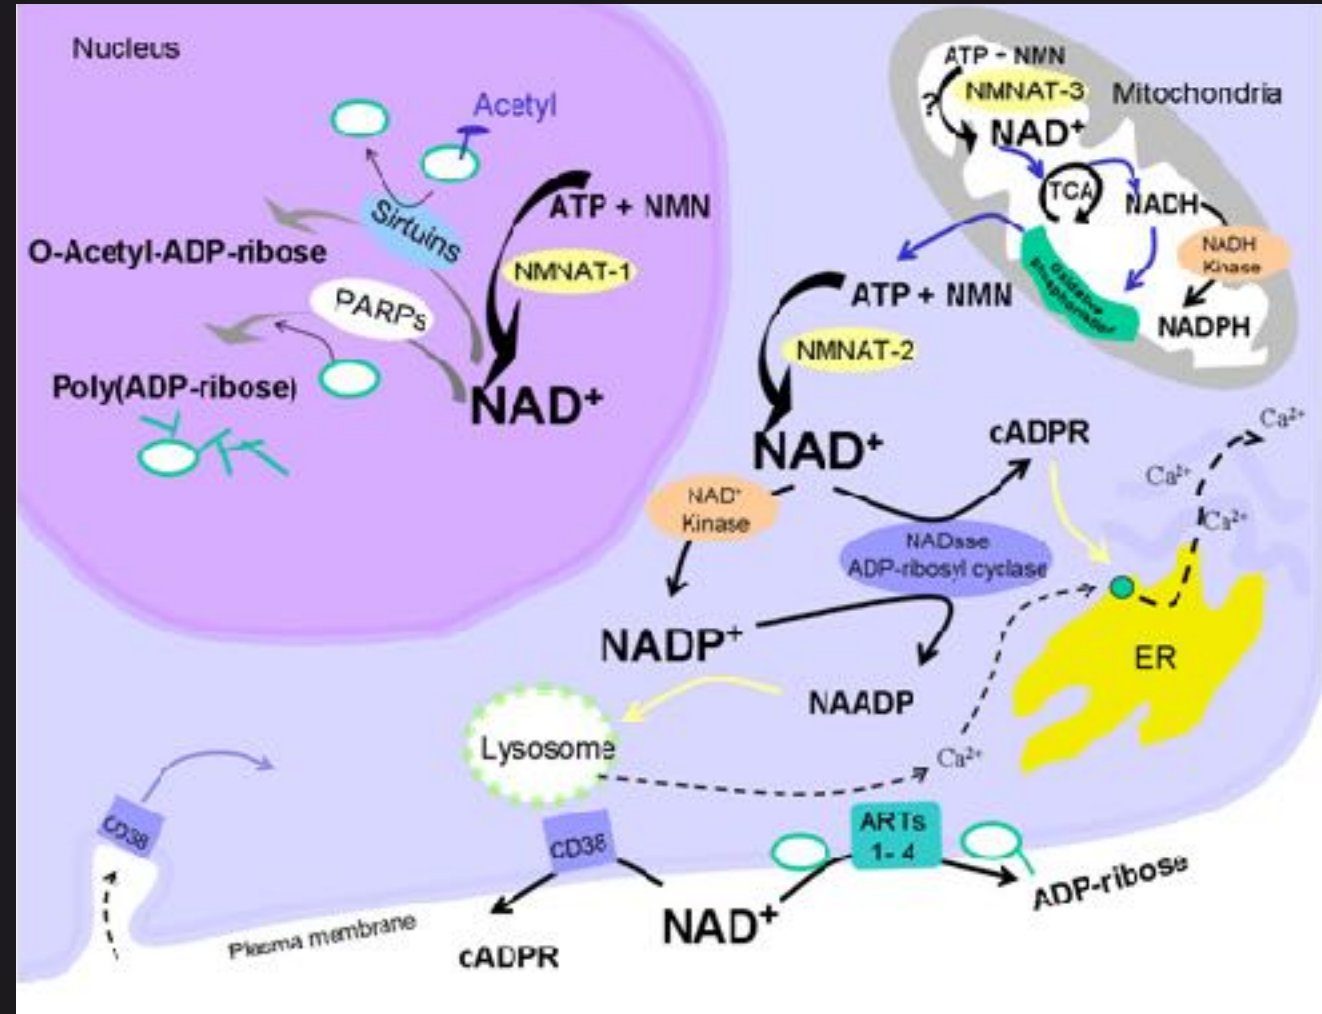 Nucleus
Acetyl
Sirtuins
O-Acetyl-ADP-ribose
ATP + NMN
NMNAT-1
PARPs
Poly(ADP-ribose)
NAD⁺
ATP - NMN
NMNAT-3
?
Mitochondria
NAD⁺
TCA
NADH
NADH
Kinase
NADPH
ATP + NMN
NMNAT-2
NAD⁺
cADPR
Ca²⁺
Ca²⁺
Ca²⁺
NAD⁺
Kinase
ADP-ribosyl cyclase
NADP⁺
ER
NAADP
Lysosome
Ca²⁺
CD38
CD38
ARTs
1-4
ADP-ribose
NAD⁺
Plasma membrane
cADPR